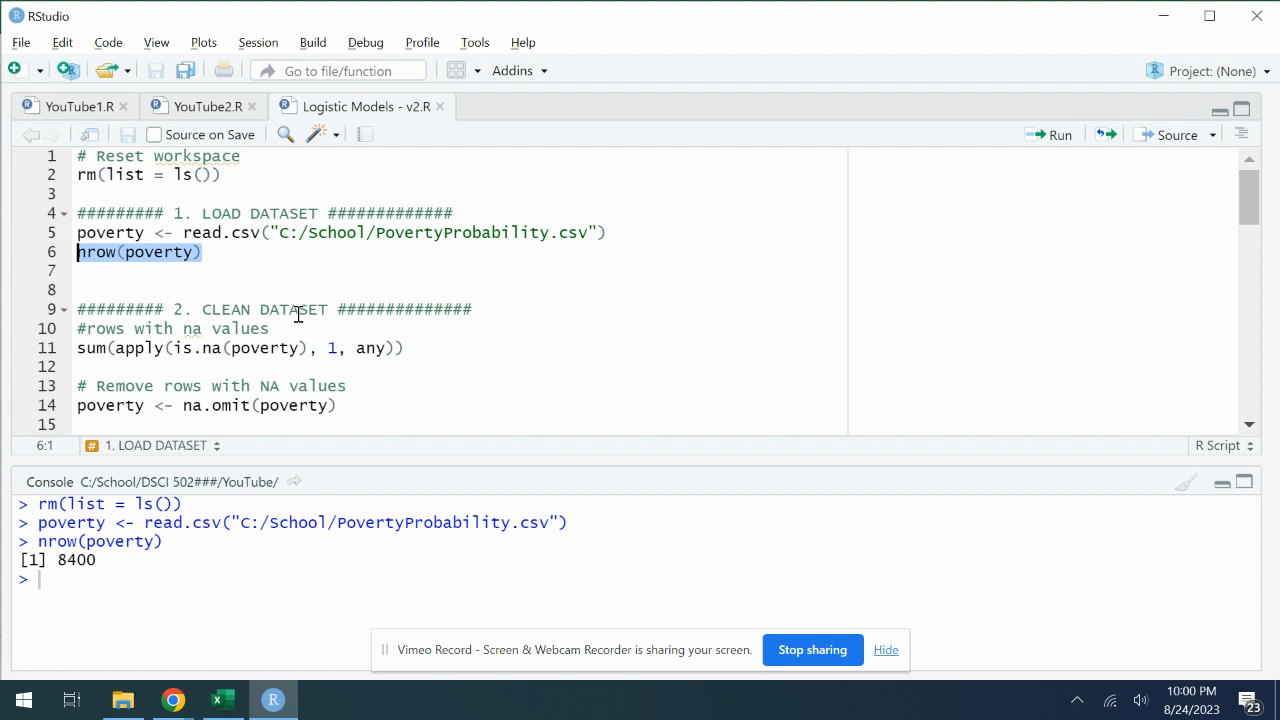 RStudio
File Edit Code View Plots Session Build Debug Profile Tools Help
Go to file/function Addins Project: (None)
YouTube1.R YouTube2.R Logistic Models - v2.R
Source on Save Run Source
1 # Reset workspace
2 rm(list = ls())
3
4 ######### 1. LOAD DATASET #############
5 poverty <- read.csv("C:/School/PovertyProbability.csv")
6 nrow(poverty)
7
8
9 ######### 2. CLEAN DATASET ##############
10 #rows with na values
11 sum(apply(is.na(poverty), 1, any))
12
13 # Remove rows with NA values
14 poverty <- na.omit(poverty)
15
6:1 # 1. LOAD DATASET R Script
Console C:/School/DSCI 502###/YouTube/
> rm(list = ls())
> poverty <- read.csv("C:/School/PovertyProbability.csv")
> nrow(poverty)
[1] 8400
>
Vimeo Record - Screen & Webcam Recorder is sharing your screen. Stop sharing Hide
10:00 PM
8/24/2023
23